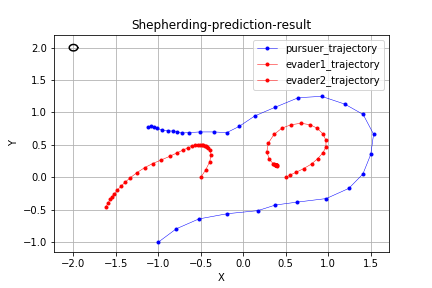 Shepherding-prediction-result
pursuer_trajectory
evader1_trajectory
evader2_trajectory
2.0
1.5
1.0
0.5
0.0
−0.5
−1.0
Y
−2.0 −1.5 −1.0 −0.5 0.0 0.5 1.0 1.5
X